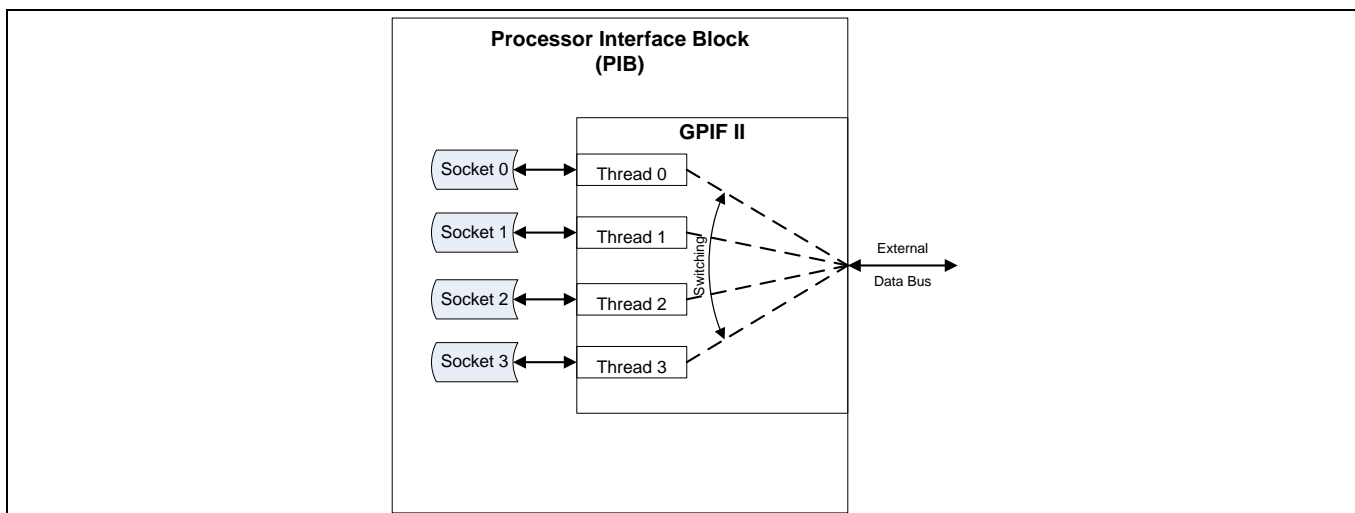 Processor Interface Block
(PIB)
GPIF II
Socket 0
Thread 0
Socket 1
Thread 1
Socket 2
Thread 2
Socket 3
Thread 3
Switching
External
Data Bus